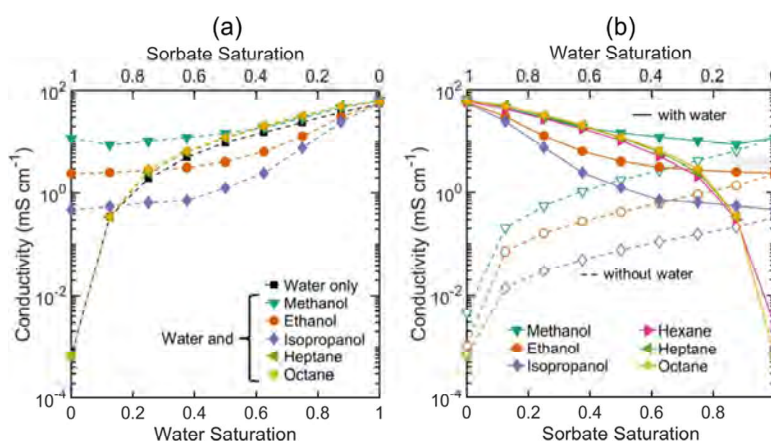 (a)
Sorbate Saturation
1 0.8 0.6 0.4 0.2 0
10²
10⁰
10⁻²
10⁻⁴
Conductivity (mS cm⁻¹)
Water only
Methanol
Ethanol
Isopropanol
Heptane
Octane
Water and
0 0.2 0.4 0.6 0.8 1
Water Saturation
(b)
Water Saturation
1 0.8 0.6 0.4 0.2
10²
10⁰
10⁻²
10⁻⁴
Conductivity (mS cm⁻¹)
with water
without water
Methanol Hexane
Ethanol Heptane
Isopropanol Octane
0 0.2 0.4 0.6 0.8
Sorbate Saturation